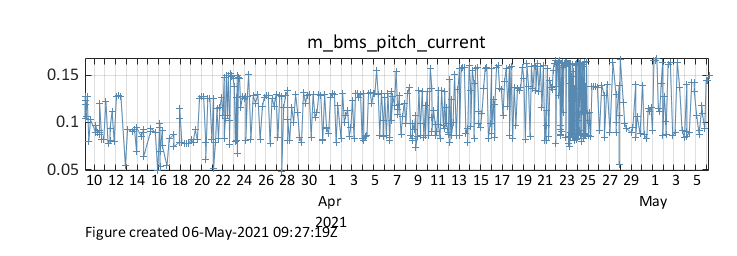 m_bms_pitch_current
0.15
0.1
0.05
10 12 14 16 18 20 22 24 26 28 30 1 3 5 7 9 11 13 15 17 19 21 23 25 27 29 1 3 5
Apr May
2021
Figure created 06-May-2021 09:27:19Z